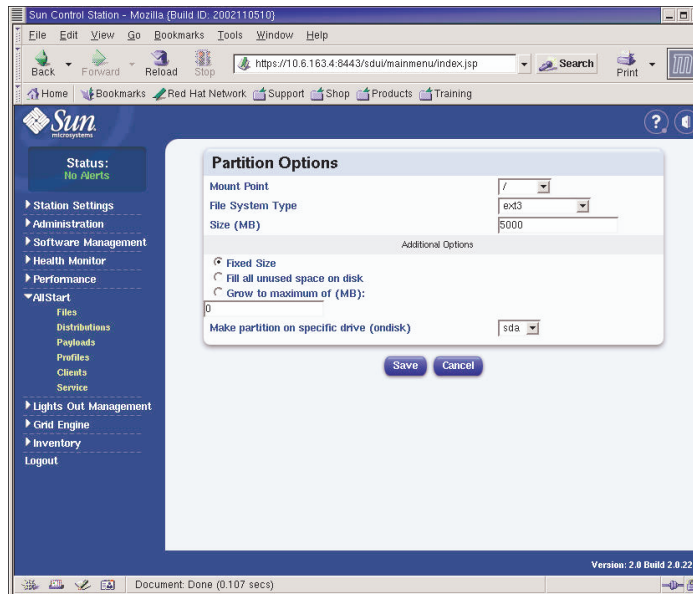 Sun Control Station - Mozilla {Build ID: 2002110510}
File Edit View Go Bookmarks Tools Window Help
Back Forward Reload Stop https://10.6.163.4:8443/sdui/mainmenu/index.jsp Search Print
Home Bookmarks Red Hat Network Support Shop Products Training
Sun
microsystems
?
Status:
No Alerts
Station Settings
Administration
Software Management
Health Monitor
Performance
AllStart
Files
Distributions
Payloads
Profiles
Clients
Service
Lights Out Management
Grid Engine
Inventory
Logout
Partition Options
Mount Point /
File System Type ext3
Size (MB) 5000
Additional Options
Fixed Size
Fill all unused space on disk
Grow to maximum of (MB):
0
Make partition on specific drive (ondisk) sda
Save Cancel
Version: 2.0 Build 2.0.22
Document: Done (0.107 secs)